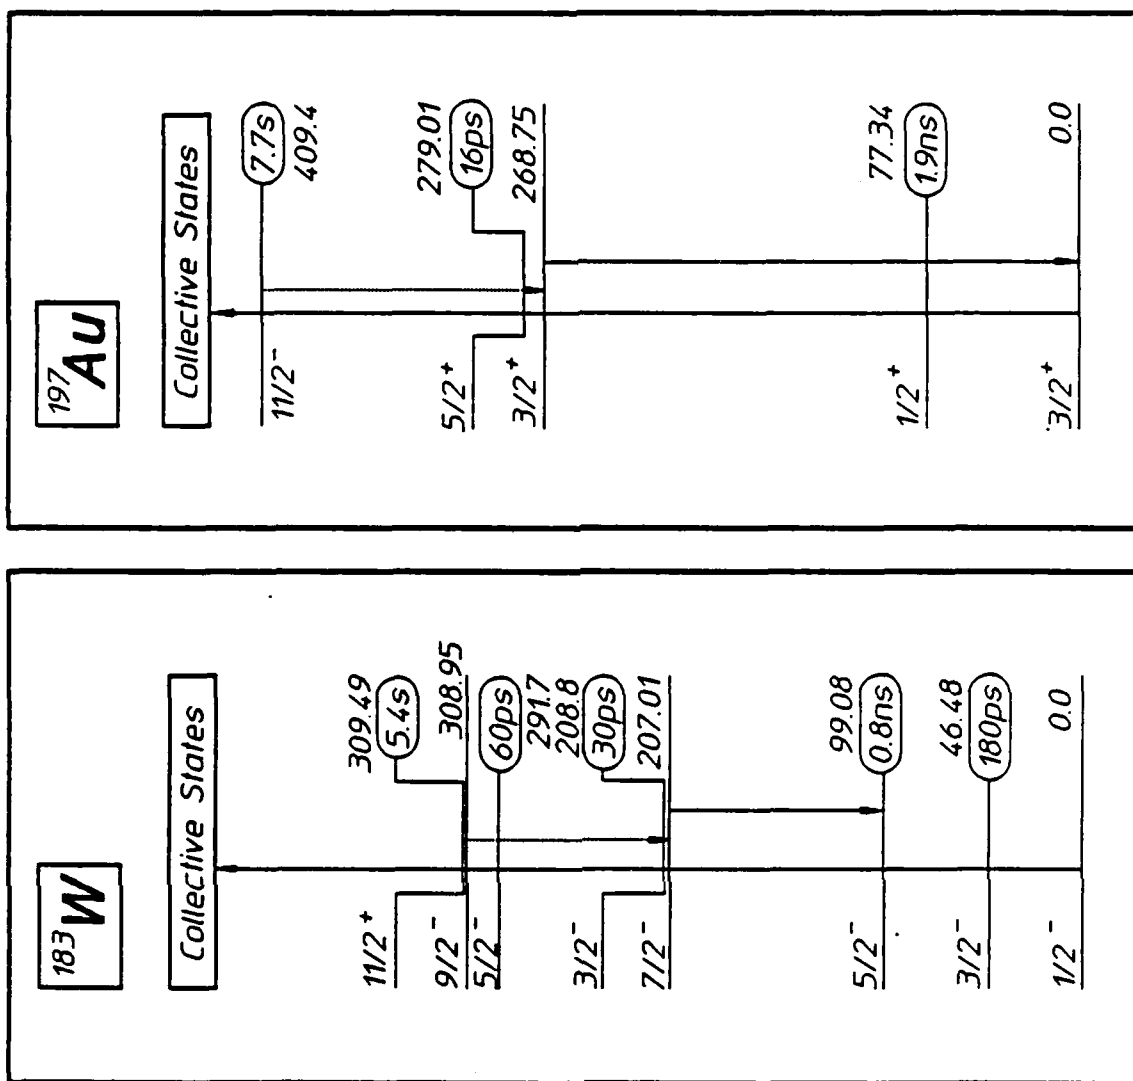 197Au
Collective States
7.7s
11/2⁻ 409.4
279.01
5/2⁺ 16ps
3/2⁺ 268.75
77.34
1/2⁺ 1.9ns
3/2⁺ 0.0
183W
Collective States
309.49
11/2⁺ 5.4s
9/2⁻ 308.95
5/2⁻ 60ps
291.7
208.8
3/2⁻ 30ps
7/2⁻ 207.01
99.08
5/2⁻ 0.8ns
46.48
3/2⁻ 180ps
1/2⁻ 0.0